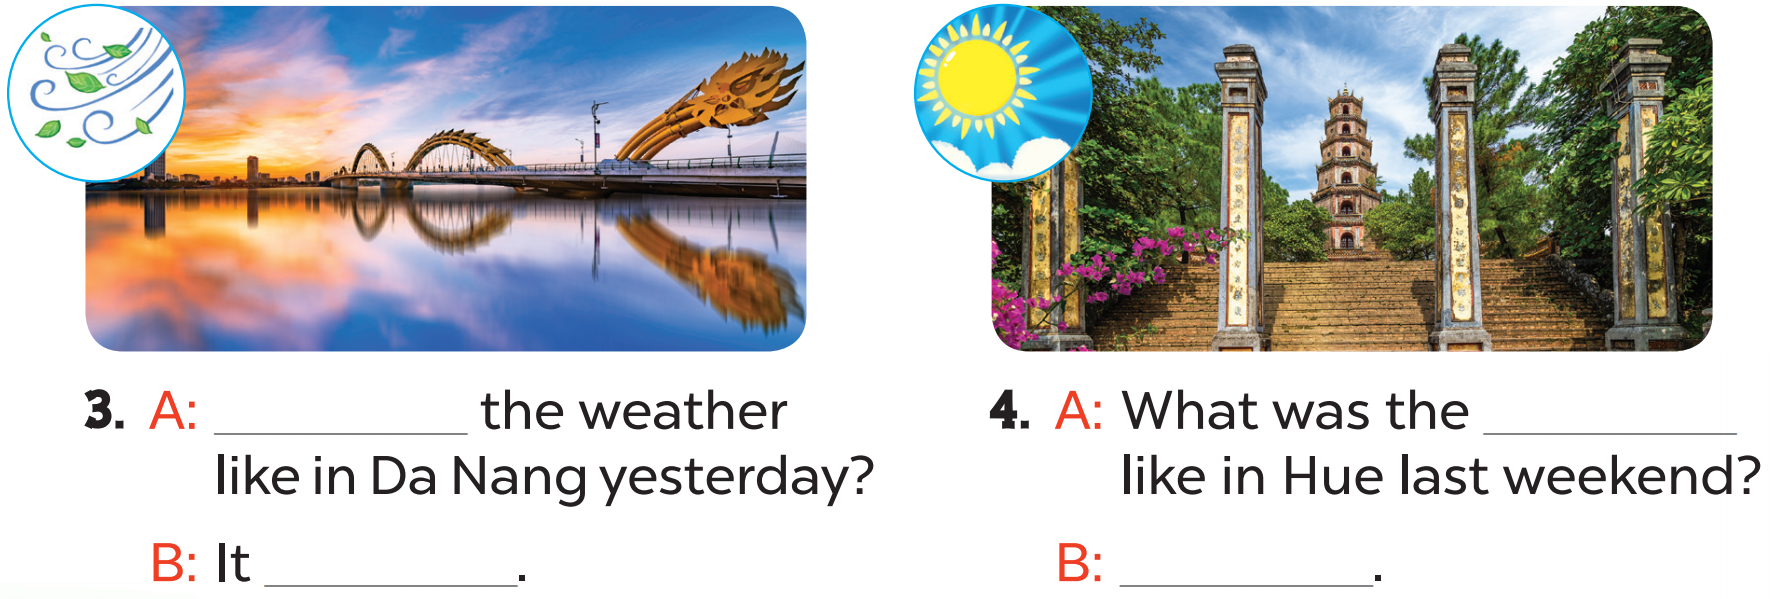 3. A: __________ the weather
like in Da Nang yesterday?
B: It __________.
4. A: What was the __________
like in Hue last weekend?
B: __________.